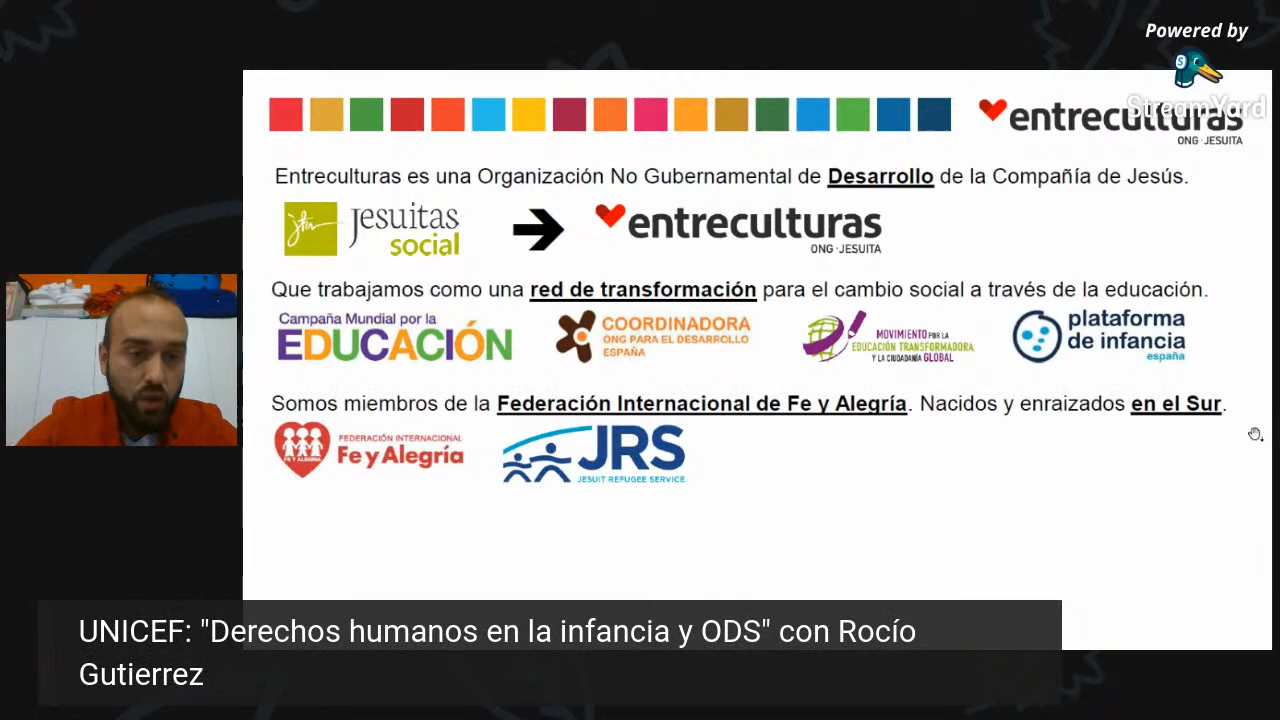 Powered by
StreamYard
entreculturas
ONG · JESUITA
Entreculturas es una Organización No Gubernamental de Desarrollo de la Compañía de Jesús.
Jesuitas
social
entreculturas
ONG · JESUITA
Que trabajamos como una red de transformación para el cambio social a través de la educación.
Campaña Mundial por la
EDUCACIÓN
COORDINADORA
ONG PARA EL DESARROLLO
ESPAÑA
MOVIMIENTO POR LA
EDUCACIÓN TRANSFORMADORA
Y LA CIUDADANÍA GLOBAL
plataforma
de infancia
españa
Somos miembros de la Federación Internacional de Fe y Alegría. Nacidos y enraizados en el Sur.
FE Y ALEGRIA
FEDERACIÓN INTERNACIONAL
Fe y Alegría
JRS
JESUIT REFUGEE SERVICE
UNICEF: "Derechos humanos en la infancia y ODS" con Rocío
Gutierrez